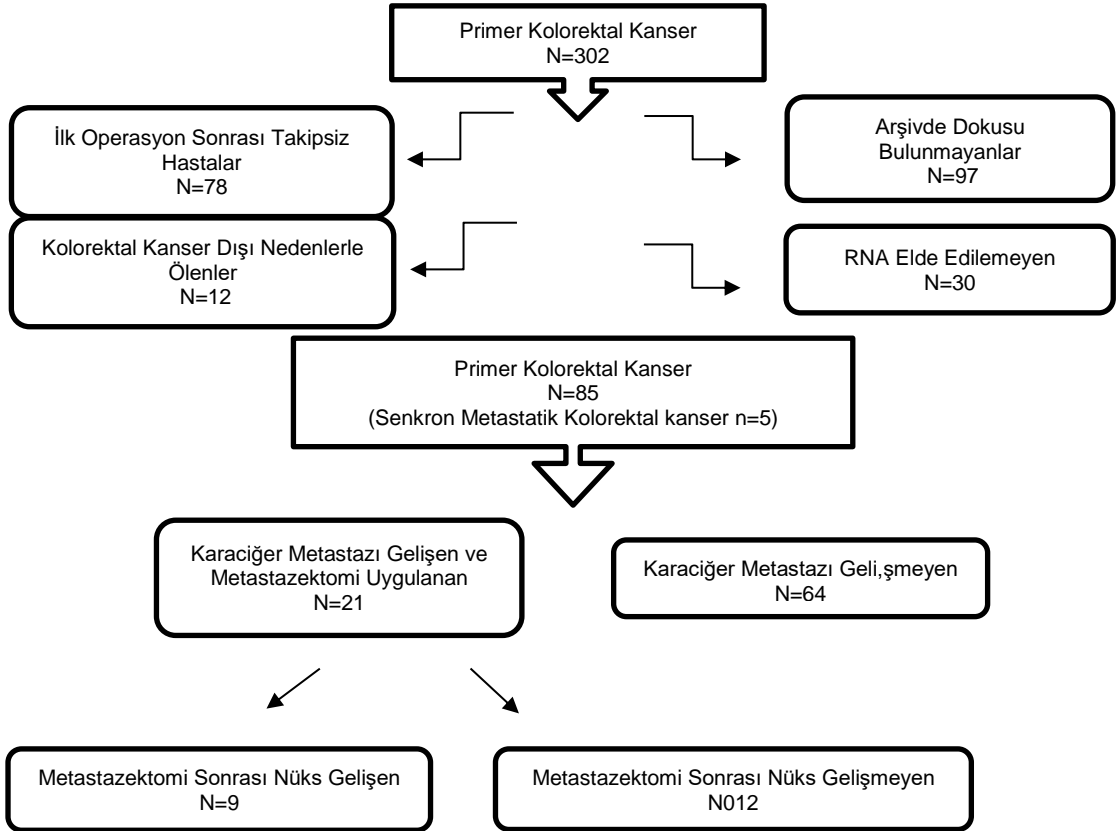 Primer Kolorektal Kanser
N=302
İlk Operasyon Sonrası Takipsiz
Hastalar
N=78
Arşivde Dokusu
Bulunmayanlar
N=97
Kolorektal Kanser Dışı Nedenlerle
Ölenler
N=12
RNA Elde Edilemeyen
N=30
Primer Kolorektal Kanser
N=85
(Senkron Metastatik Kolorektal kanser n=5)
Karaciğer Metastazı Gelişen ve
Metastazektomi Uygulanan
N=21
Karaciğer Metastazı Geli,şmeyen
N=64
Metastazektomi Sonrası Nüks Gelişen
N=9
Metastazektomi Sonrası Nüks Gelişmeyen
N012